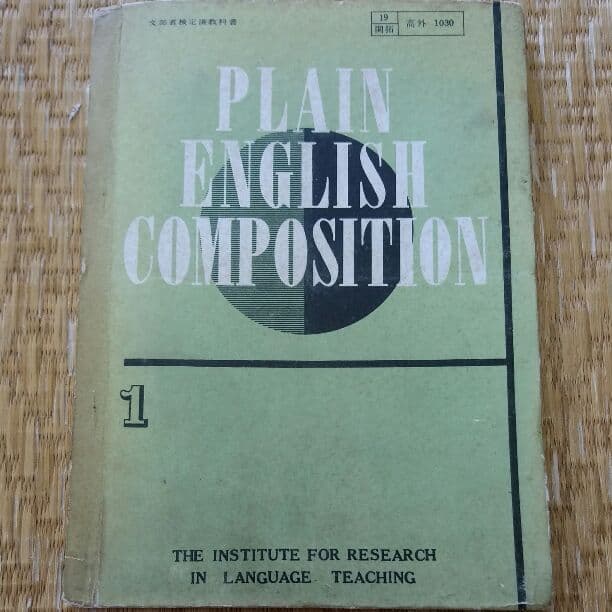 文部省検定済教科書
19
開拓
高外 1030
PLAIN
ENGLISH
COMPOSITION
1
THE INSTITUTE FOR RESEARCH
IN LANGUAGE TEACHING